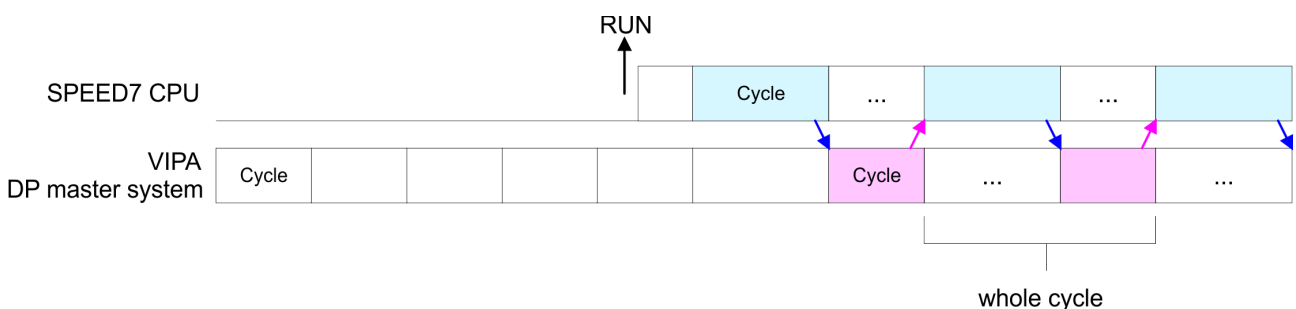 RUN
SPEED7 CPU
Cycle
...
...
VIPA
DP master system
Cycle
Cycle
...
...
whole cycle